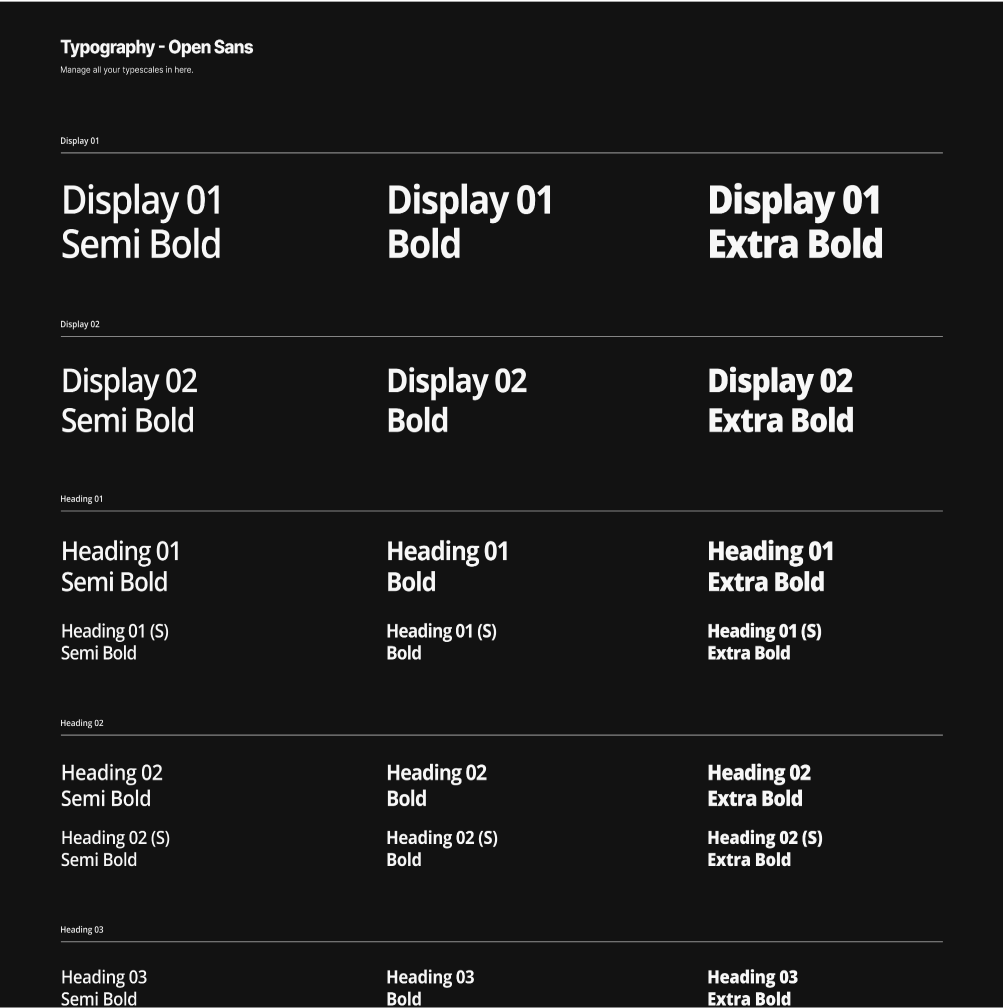 Typography - Open Sans
Manage all your typescales in here.
Display 01
Display 01
Semi Bold
Display 01
Bold
Display 01
Extra Bold
Display 02
Display 02
Semi Bold
Display 02
Bold
Display 02
Extra Bold
Heading 01
Heading 01
Semi Bold
Heading 01
Bold
Heading 01
Extra Bold
Heading 01 (S)
Semi Bold
Heading 01 (S)
Bold
Heading 01 (S)
Extra Bold
Heading 02
Heading 02
Semi Bold
Heading 02
Bold
Heading 02
Extra Bold
Heading 02 (S)
Semi Bold
Heading 02 (S)
Bold
Heading 02 (S)
Extra Bold
Heading 03
Heading 03
Semi Bold
Heading 03
Bold
Heading 03
Extra Bold